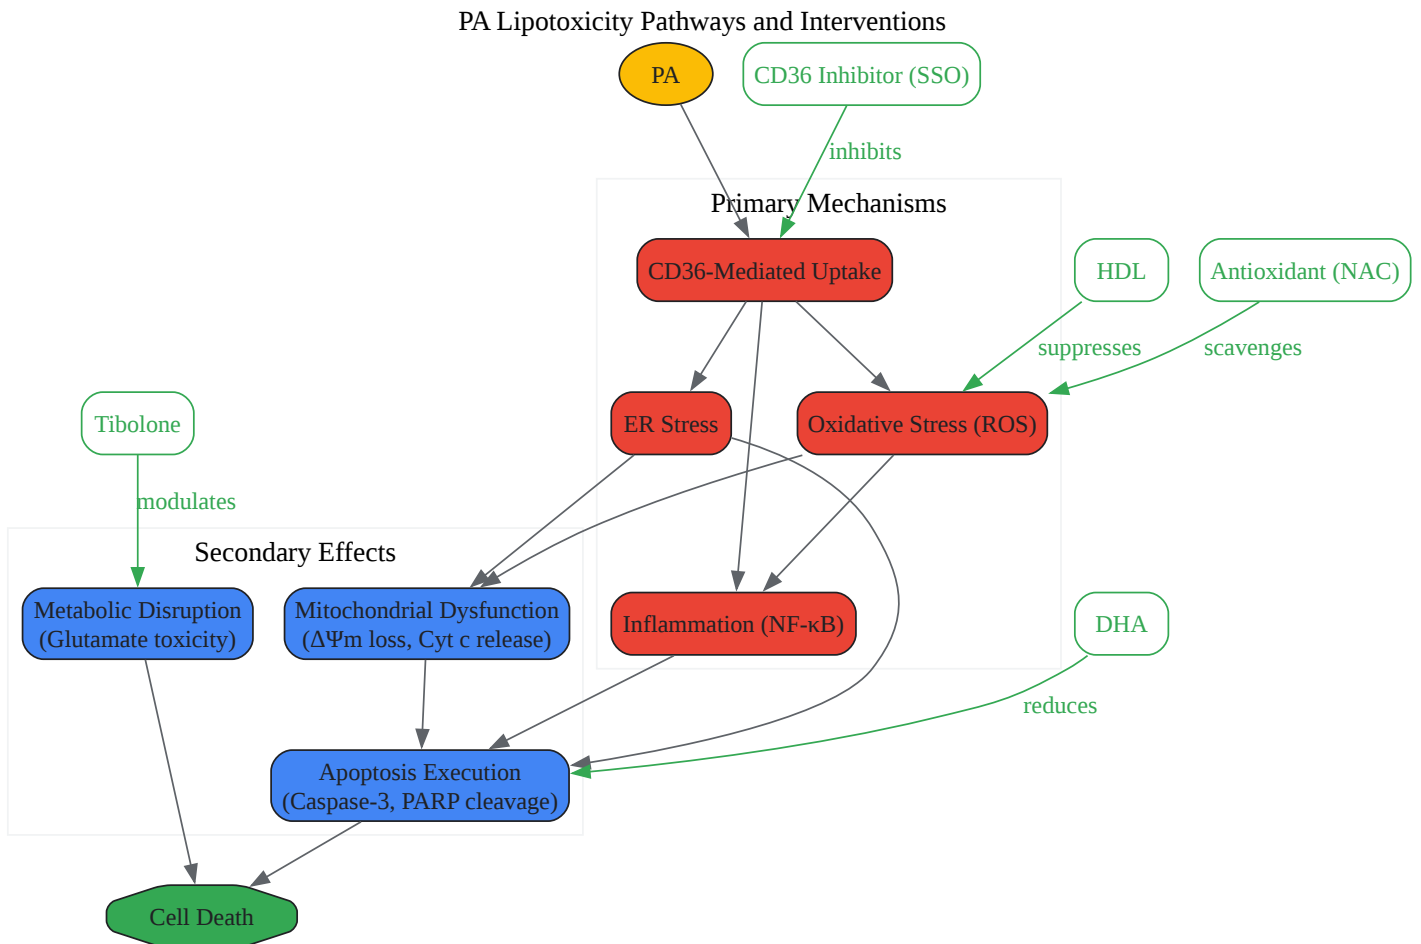 PA Lipotoxicity Pathways and Interventions
PA
CD36 Inhibitor (SSO)
inhibits
Primary Mechanisms
CD36-Mediated Uptake
HDL
Antioxidant (NAC)
suppresses
scavenges
Tibolone
ER Stress
Oxidative Stress (ROS)
modulates
Secondary Effects
Metabolic Disruption
(Glutamate toxicity)
Mitochondrial Dysfunction
(ΔΨm loss, Cyt c release)
Inflammation (NF-κB)
DHA
reduces
Apoptosis Execution
(Caspase-3, PARP cleavage)
Cell Death